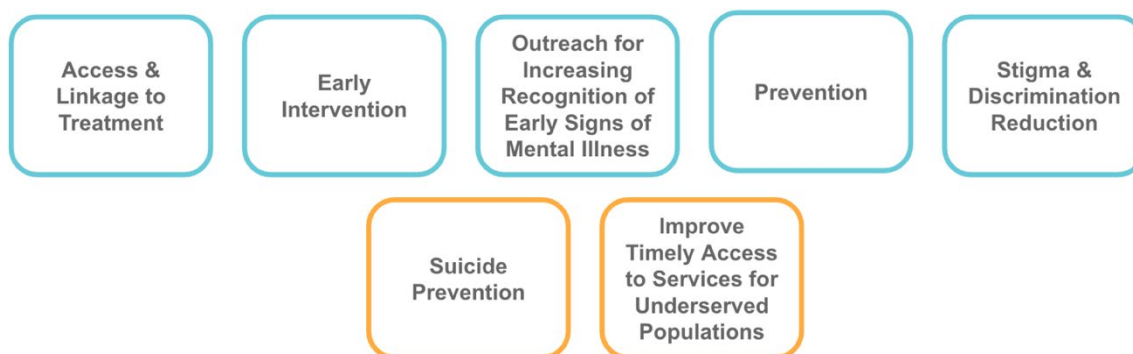 Access &
Linkage to
Treatment
Early
Intervention
Outreach for
Increasing
Recognition of
Early Signs of
Mental Illness
Prevention
Stigma &
Discrimination
Reduction
Suicide
Prevention
Improve
Timely Access
to Services for
Underserved
Populations